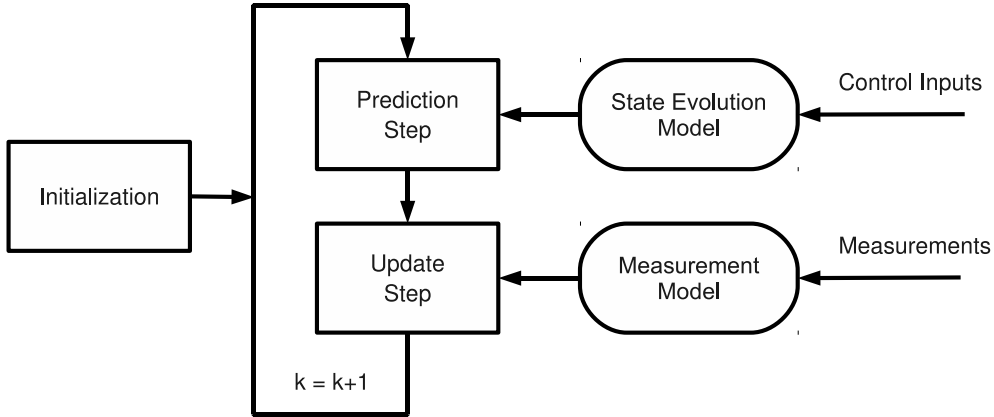 Prediction
Step
State Evolution
Model
Control Inputs
Initialization
Update
Step
Measurement
Model
Measurements
k = k+1